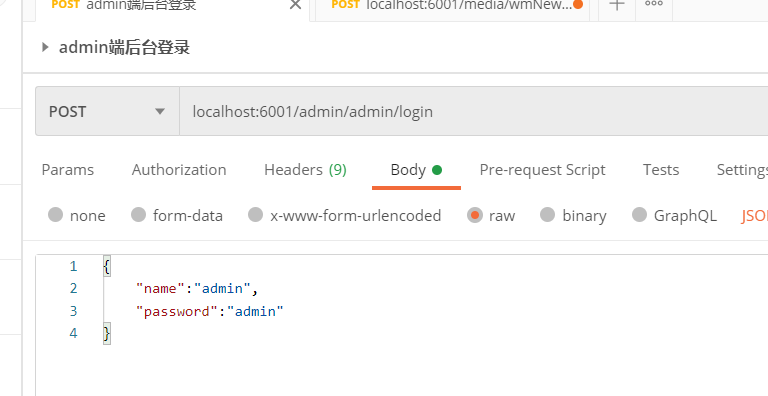 POST admin端后台登录 POST localhost:6001/media/wmNew...
admin端后台登录
POST localhost:6001/admin/admin/login
Params Authorization Headers (9) Body Pre-request Script Tests Settings
none form-data x-www-form-urlencoded raw binary GraphQL JSO
1 {
2 "name":"admin",
3 "password":"admin"
4 }